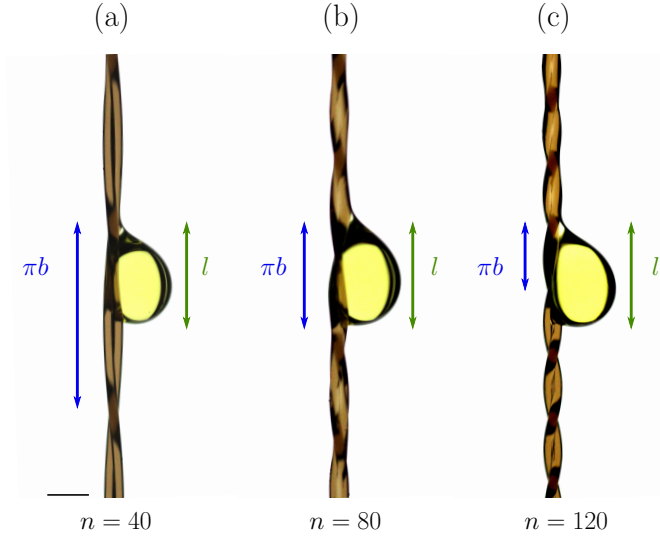 (a) (b) (c)
πb l πb l πb l
n = 40 n = 80 n = 120